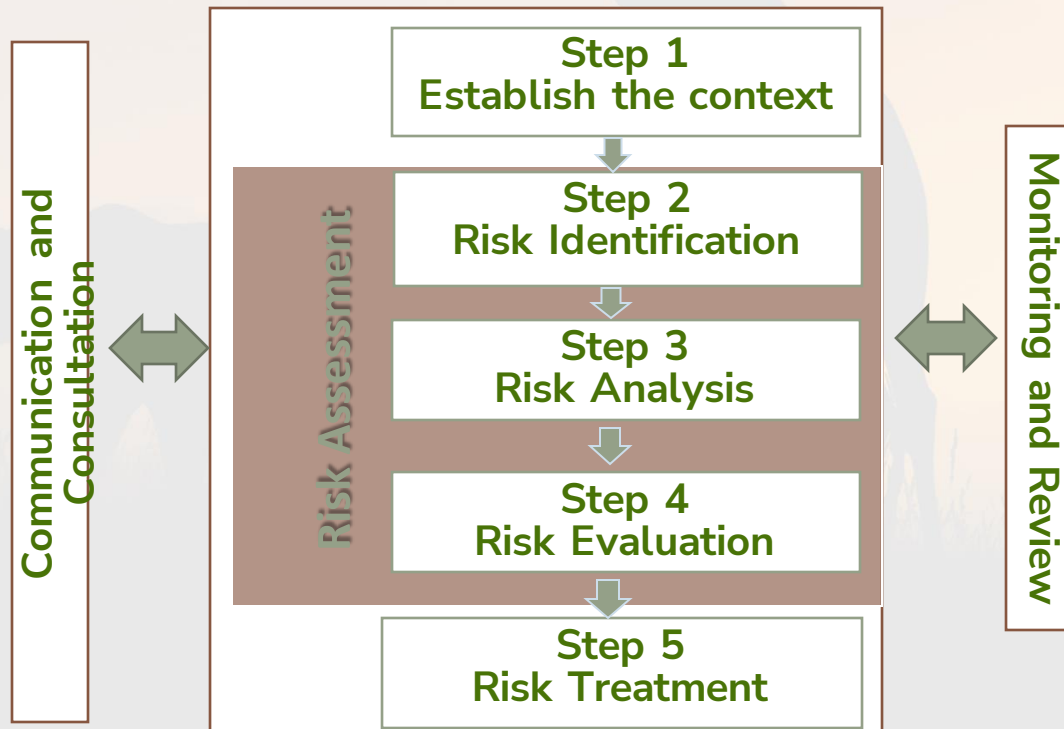 Communication and
Consultation
Step 1
Establish the context
Risk Assessment
Step 2
Risk Identification
Step 3
Risk Analysis
Step 4
Risk Evaluation
Step 5
Risk Treatment
Monitoring and Review